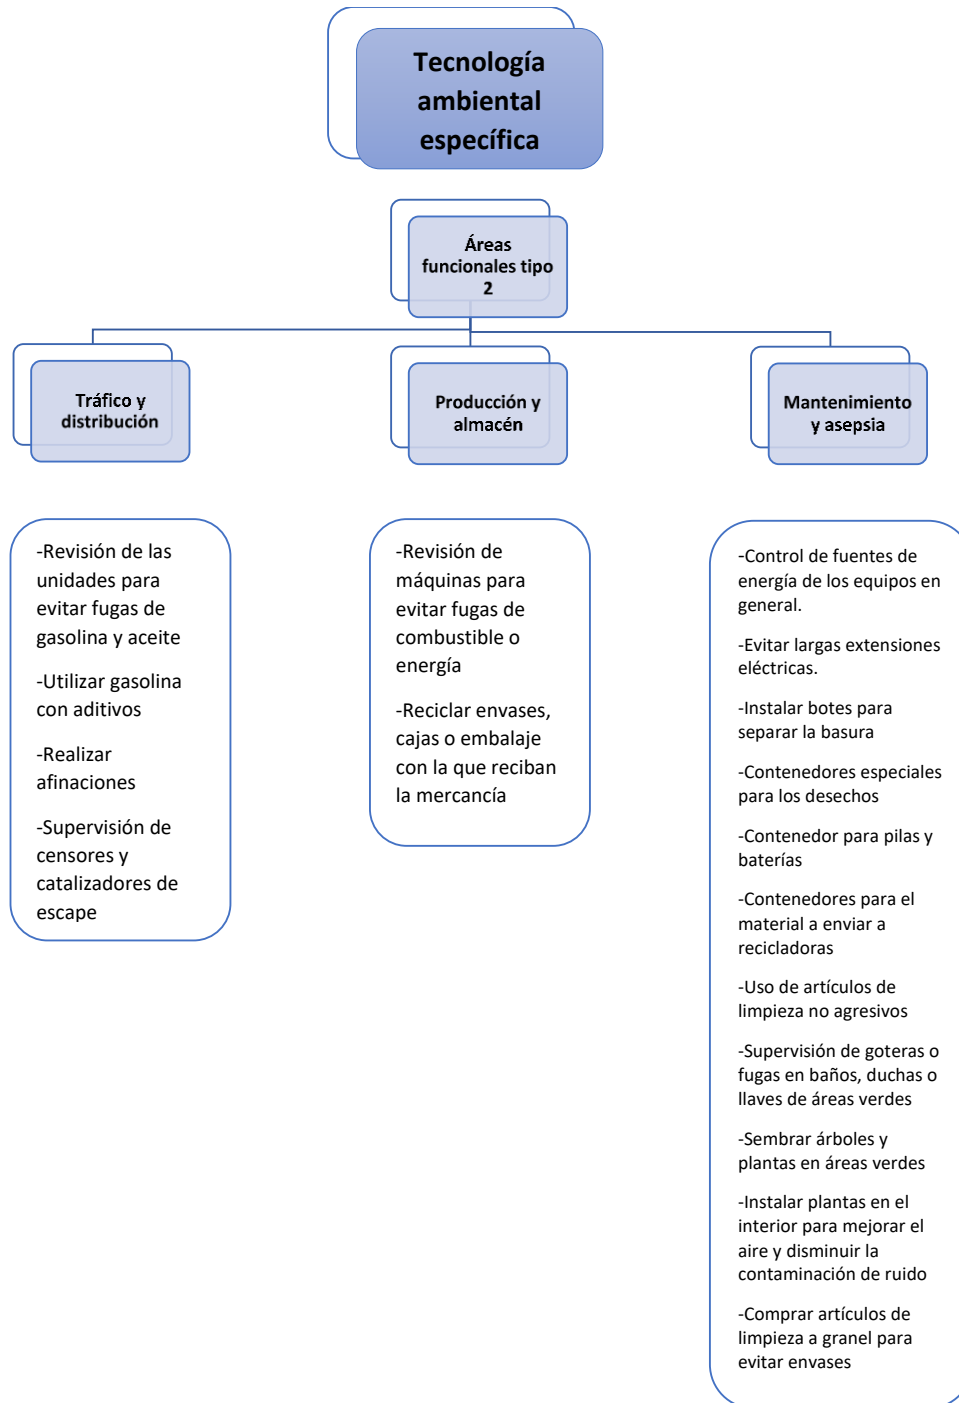 Tecnología
ambiental
específica
Áreas
funcionales tipo
2
Tráfico y
distribución
Producción y
almacén
Mantenimiento
y asepsia
-Revisión de las
unidades para
evitar fugas de
gasolina y aceite
-Utilizar gasolina
con aditivos
-Realizar
afinaciones
-Supervisión de
censores y
catalizadores de
escape
-Revisión de
máquinas para
evitar fugas de
combustible o
energía
-Reciclar envases,
cajas o embalaje
con la que reciban
la mercancía
-Control de fuentes de
energía de los equipos en
general.
-Evitar largas extensiones
eléctricas.
-Instalar botes para
separar la basura
-Contenedores especiales
para los desechos
-Contenedor para pilas y
baterías
-Contenedores para el
material a enviar a
recicladoras
-Uso de artículos de
limpieza no agresivos
-Supervisión de goteras o
fugas en baños, duchas o
llaves de áreas verdes
-Sembrar árboles y
plantas en áreas verdes
-Instalar plantas en el
interior para mejorar el
aire y disminuir la
contaminación de ruido
-Comprar artículos de
limpieza a granel para
evitar envases